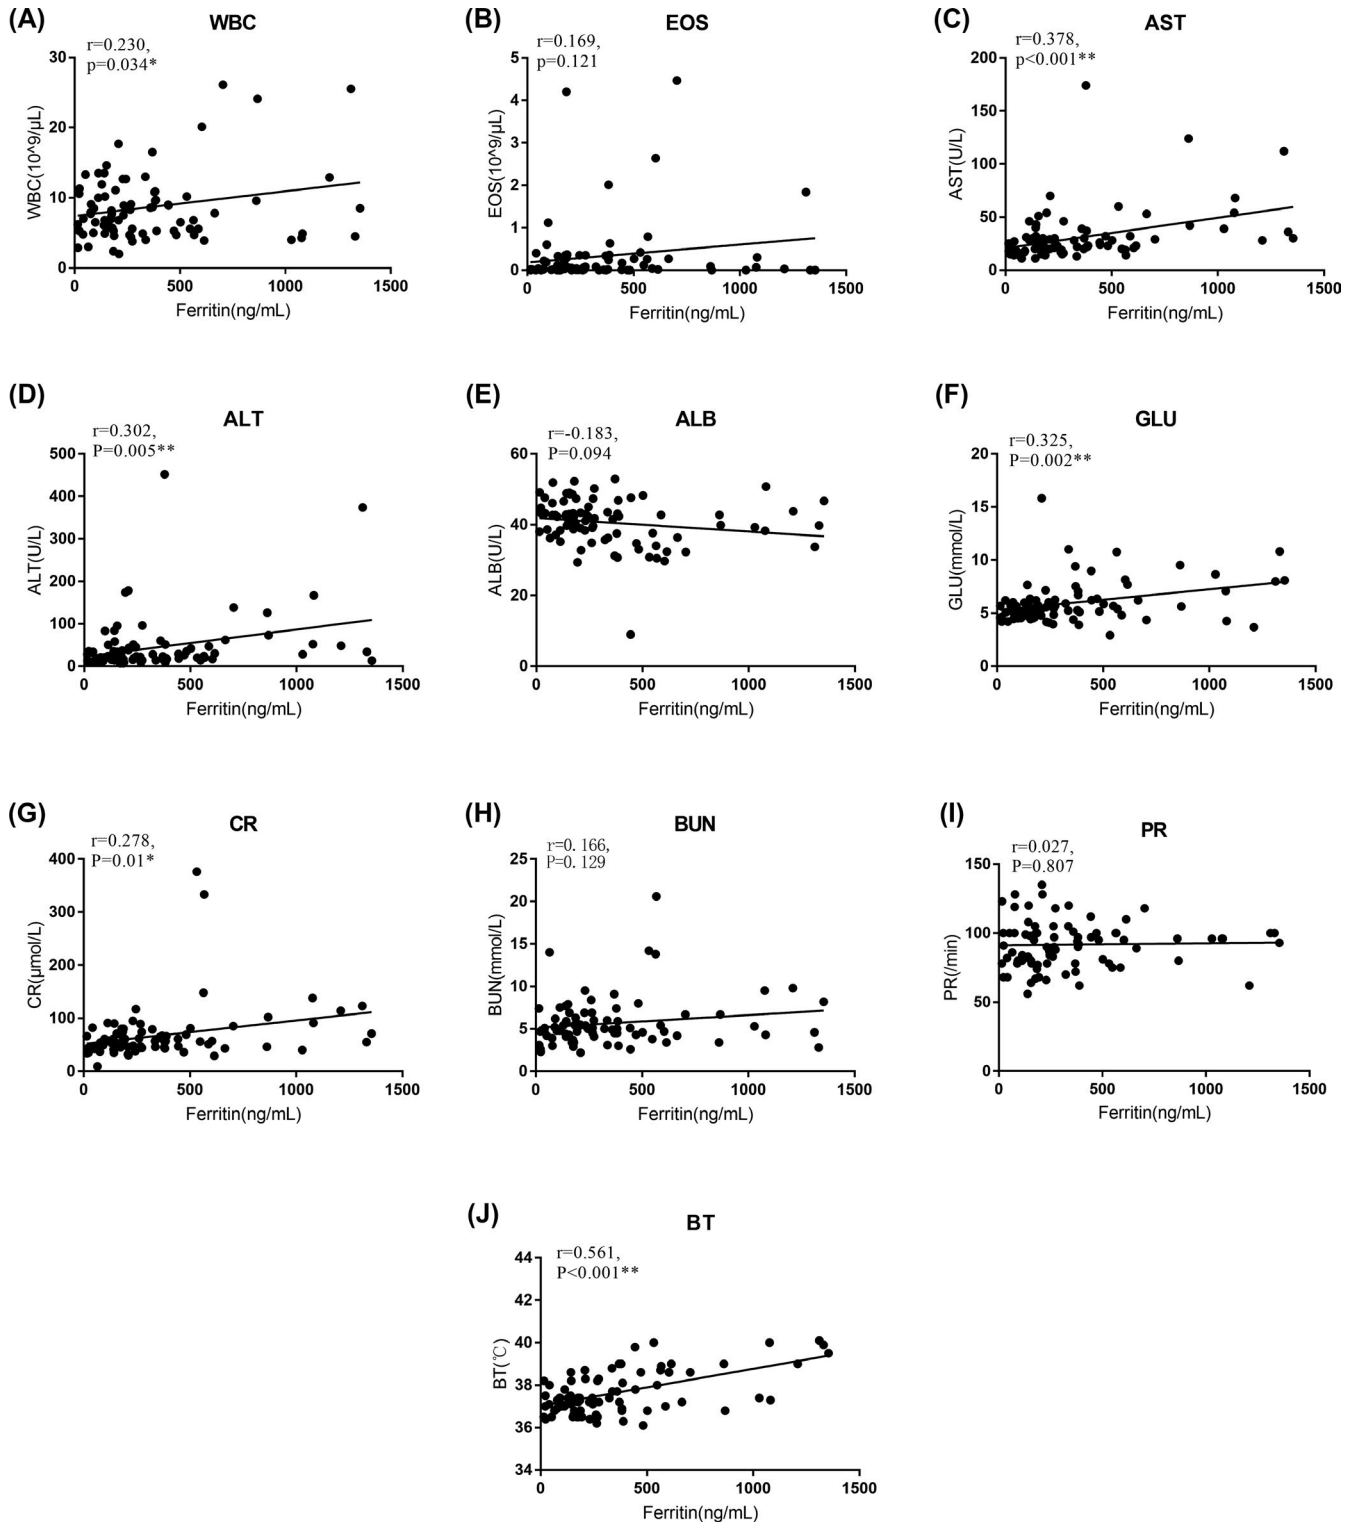 (A) WBC
r=0.230,
p=0.034*
30
20
10
0
WBC(10^9/μL)
0 500 1000 1500
Ferritin(ng/mL)
(B) EOS
r=0.169,
p=0.121
5
4
3
2
1
0
EOS(10^9/μL)
0 500 1000 1500
Ferritin(ng/mL)
(C) AST
r=0.378,
p<0.001**
200
150
100
50
0
AST(U/L)
0 500 1000 1500
Ferritin(ng/mL)
(D) ALT
r=0.302,
P=0.005**
500
400
300
200
100
0
ALT(U/L)
0 500 1000 1500
Ferritin(ng/mL)
(E) ALB
r=-0.183,
P=0.094
60
40
20
0
ALB(U/L)
0 500 1000 1500
Ferritin(ng/mL)
(F) GLU
r=0.325,
P=0.002**
20
15
10
5
0
GLU(mmol/L)
0 500 1000 1500
Ferritin(ng/mL)
(G) CR
r=0.278,
P=0.01*
400
300
200
100
0
CR(μmol/L)
0 500 1000 1500
Ferritin(ng/mL)
(H) BUN
r=0.166,
P=0.129
25
20
15
10
5
0
BUN(mmol/L)
0 500 1000 1500
Ferritin(ng/mL)
(I) PR
r=0.027,
P=0.807
150
100
50
0
PR(/min)
0 500 1000 1500
Ferritin(ng/mL)
(J) BT
r=0.561,
P<0.001**
44
42
40
38
36
34
BT(℃)
0 500 1000 1500
Ferritin(ng/mL)